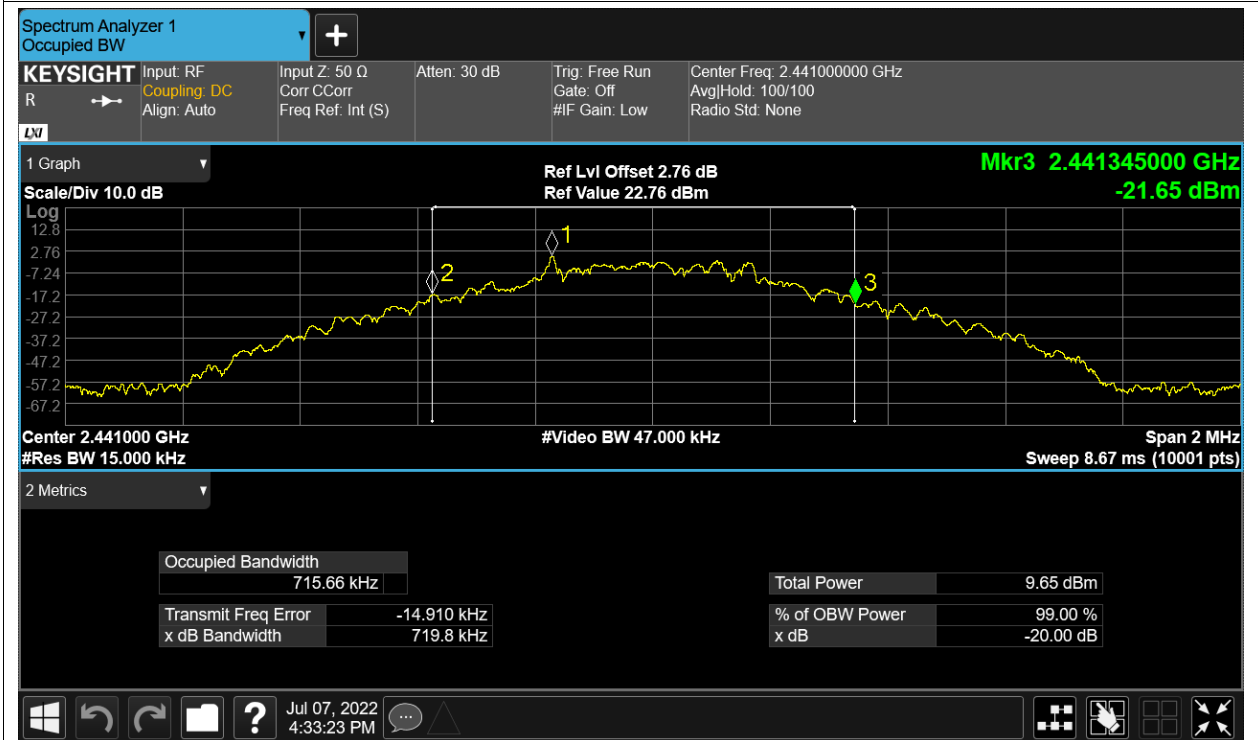 Spectrum Analyzer 1
Occupied BW
KEYSIGHT
R
LXI
Input: RF
Coupling: DC
Align: Auto
Input Z: 50 Ω
Corr CCorr
Freq Ref: Int (S)
Atten: 30 dB
Trig: Free Run
Gate: Off
#IF Gain: Low
Center Freq: 2.441000000 GHz
Avg|Hold: 100/100
Radio Std: None
1 Graph
Scale/Div 10.0 dB
Ref Lvl Offset 2.76 dB
Ref Value 22.76 dBm
Mkr3 2.441345000 GHz
-21.65 dBm
Log
12.8
2.76
-7.24
-17.2
-27.2
-37.2
-47.2
-57.2
-67.2
1
2
3
Center 2.441000 GHz
#Video BW 47.000 kHz
Span 2 MHz
#Res BW 15.000 kHz
Sweep 8.67 ms (10001 pts)
2 Metrics
Occupied Bandwidth
715.66 kHz
Total Power 9.65 dBm
Transmit Freq Error -14.910 kHz
% of OBW Power 99.00 %
x dB Bandwidth 719.8 kHz
x dB -20.00 dB
?
Jul 07, 2022
4:33:23 PM